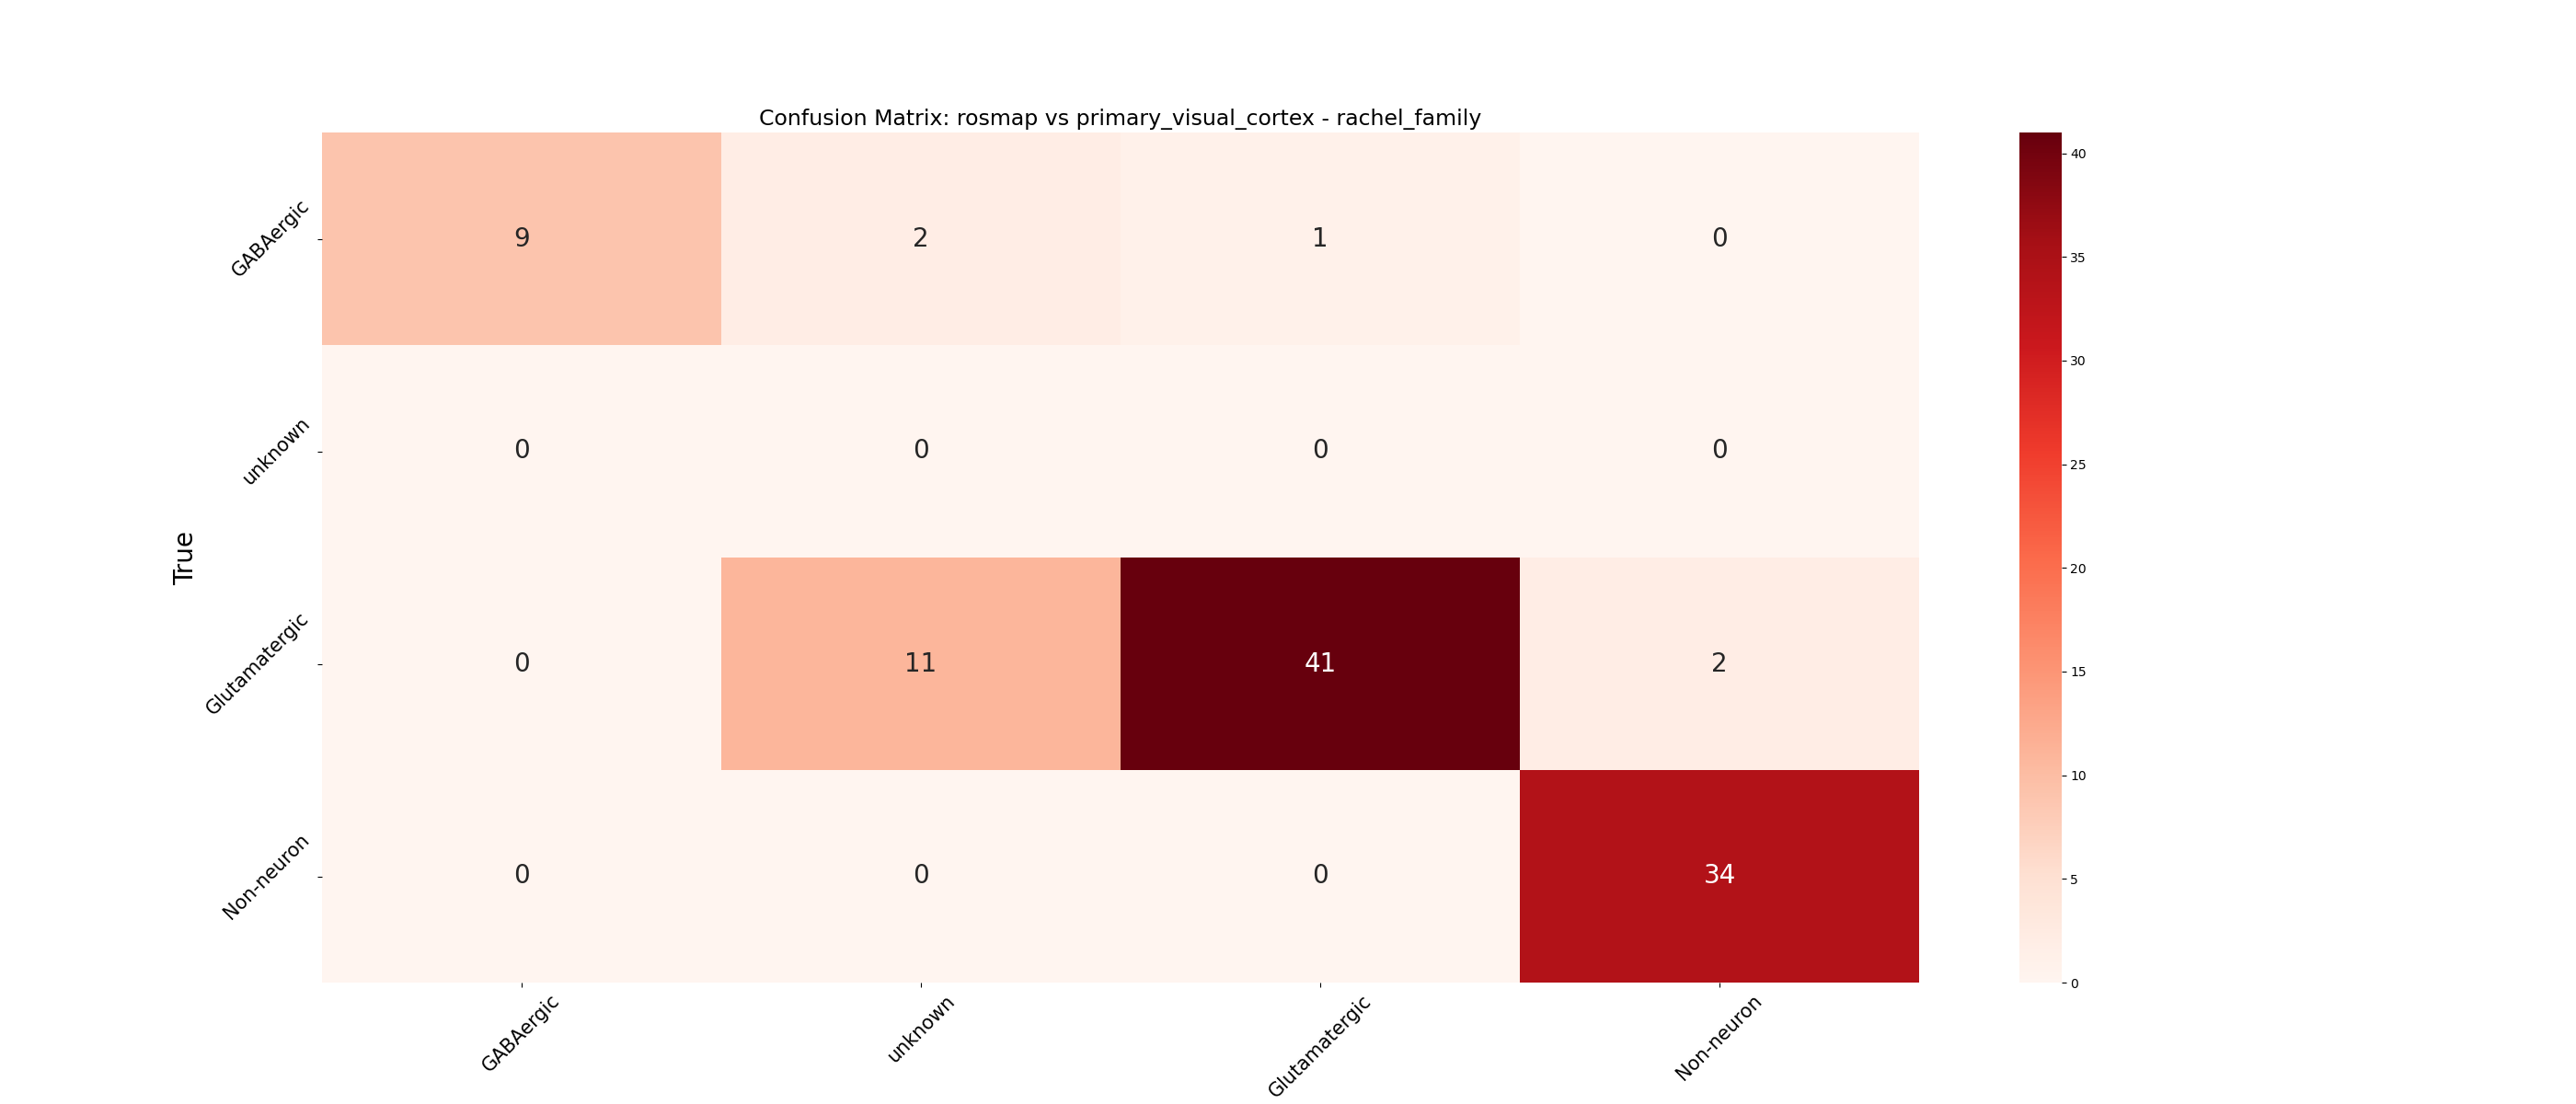 Confusion Matrix: rosmap vs primary_visual_cortex - rachel_family
True
GABAergic
9
2
1
0
unknown
0
0
0
0
Glutamatergic
0
11
41
2
Non-neuron
0
0
0
34
GABAergic
unknown
Glutamatergic
Non-neuron
40
35
30
25
20
15
10
5
0